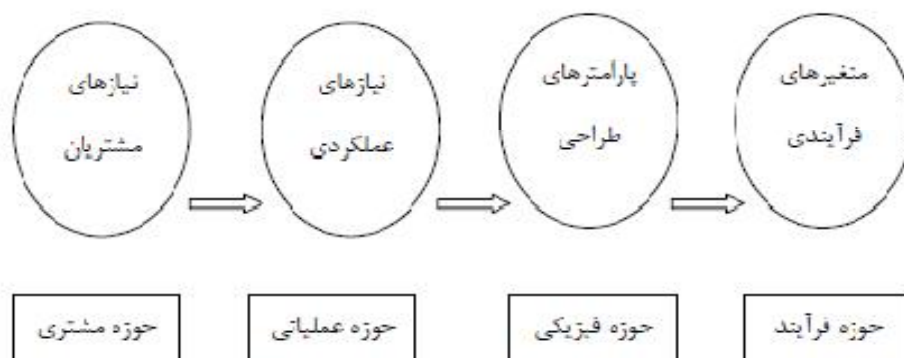 نیازهای
مشتریان
نیازهای
عملکردی
پارامترهای
طراحی
متغیرهای
فرآیندی
حوزه مشتری
حوزه عملیاتی
حوزه فیزیکی
حوزه فرآیند